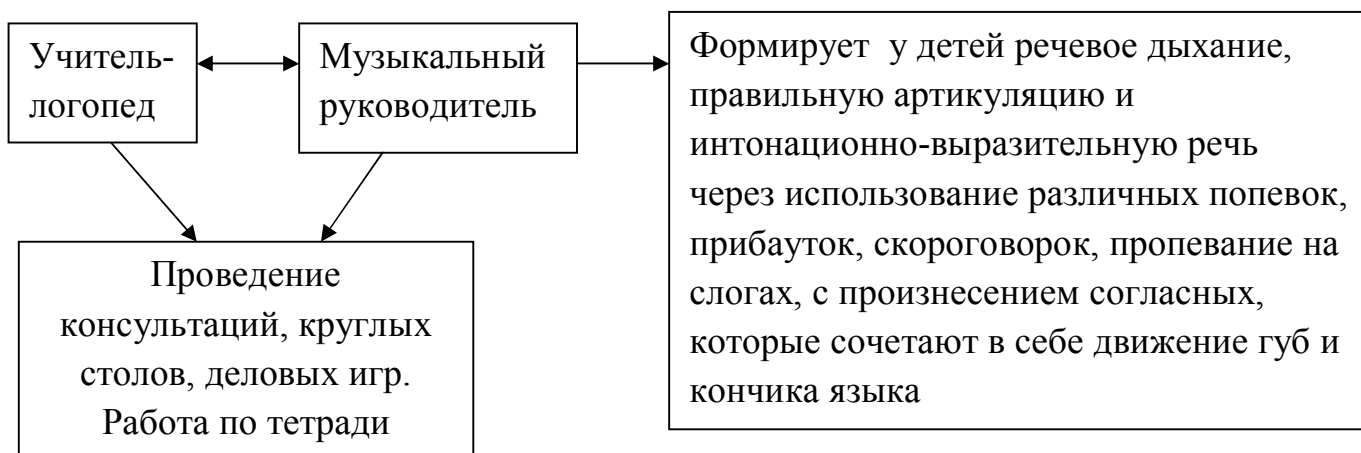 Учитель-
логопед
Музыкальный
руководитель
Формирует у детей речевое дыхание,
правильную артикуляцию и
интонационно-выразительную речь
через использование различных попевок,
прибауток, скороговорок, пропевание на
слогах, с произнесением согласных,
которые сочетают в себе движение губ и
кончика языка
Проведение
консультаций, круглых
столов, деловых игр.
Работа по тетради